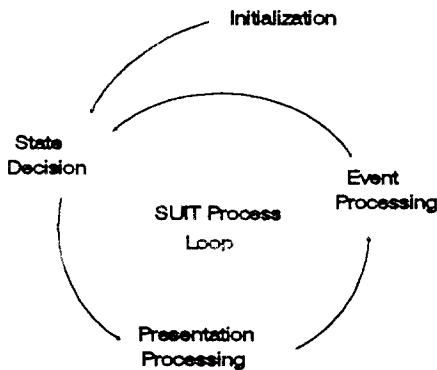 Initialization
State
Decision
Event
Processing
SUIT Process
Loop
Presentation
Processing